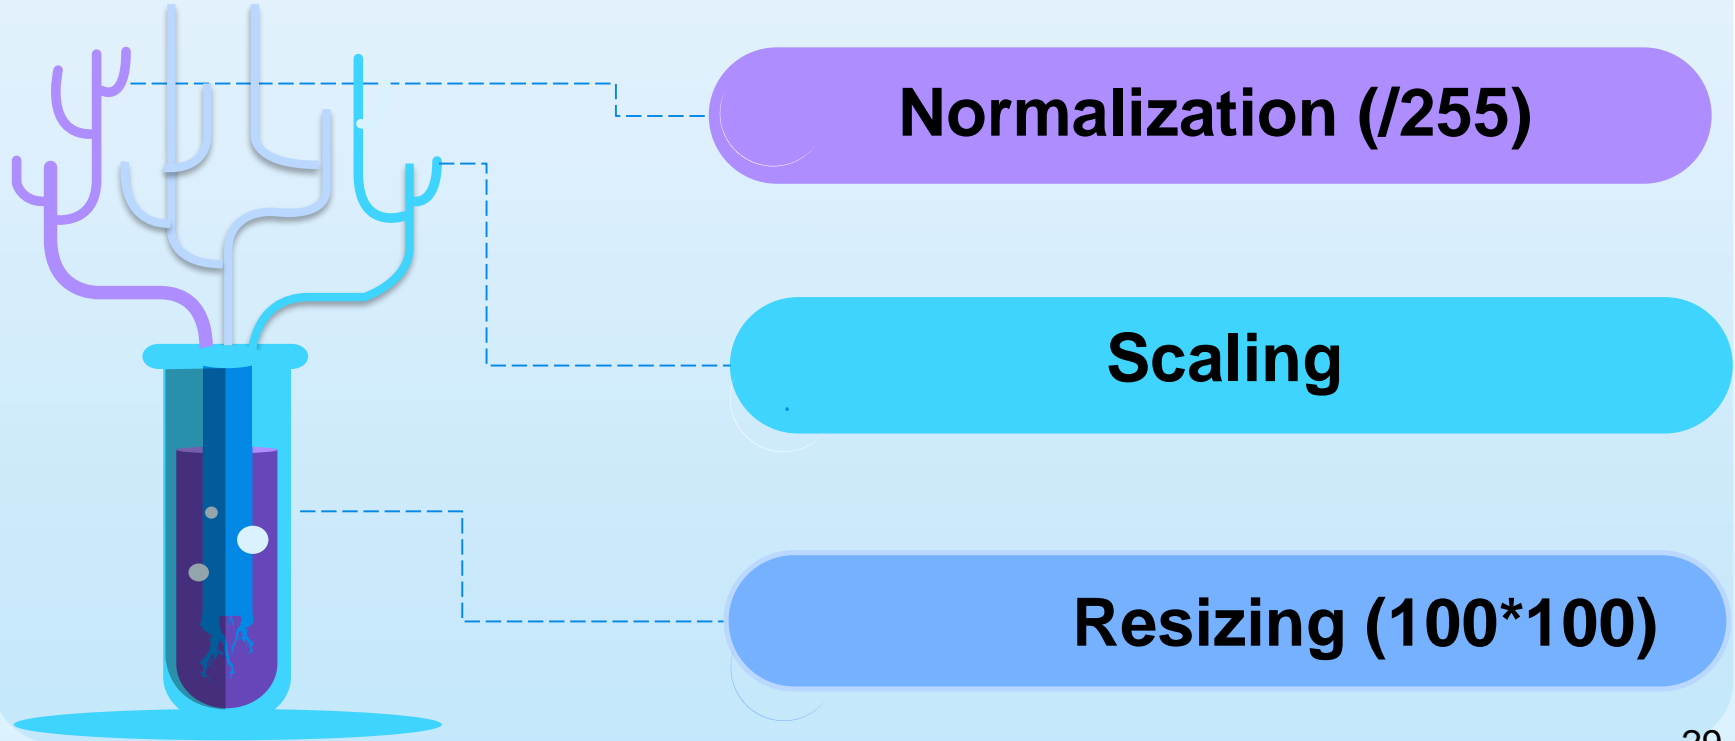 Normalization (/255)
Scaling
Resizing (100*100)